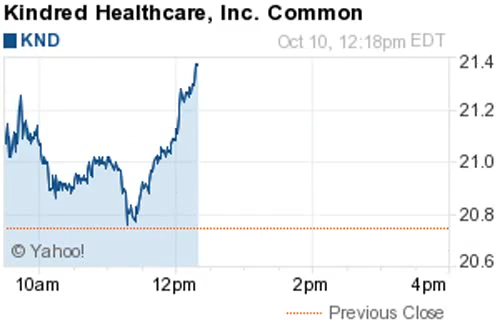 Kindred Healthcare, Inc. Common
KND Oct 10, 12:18pm EDT
21.4
21.2
21.0
20.8
20.6
© Yahoo!
10am 12pm 2pm 4pm
Previous Close